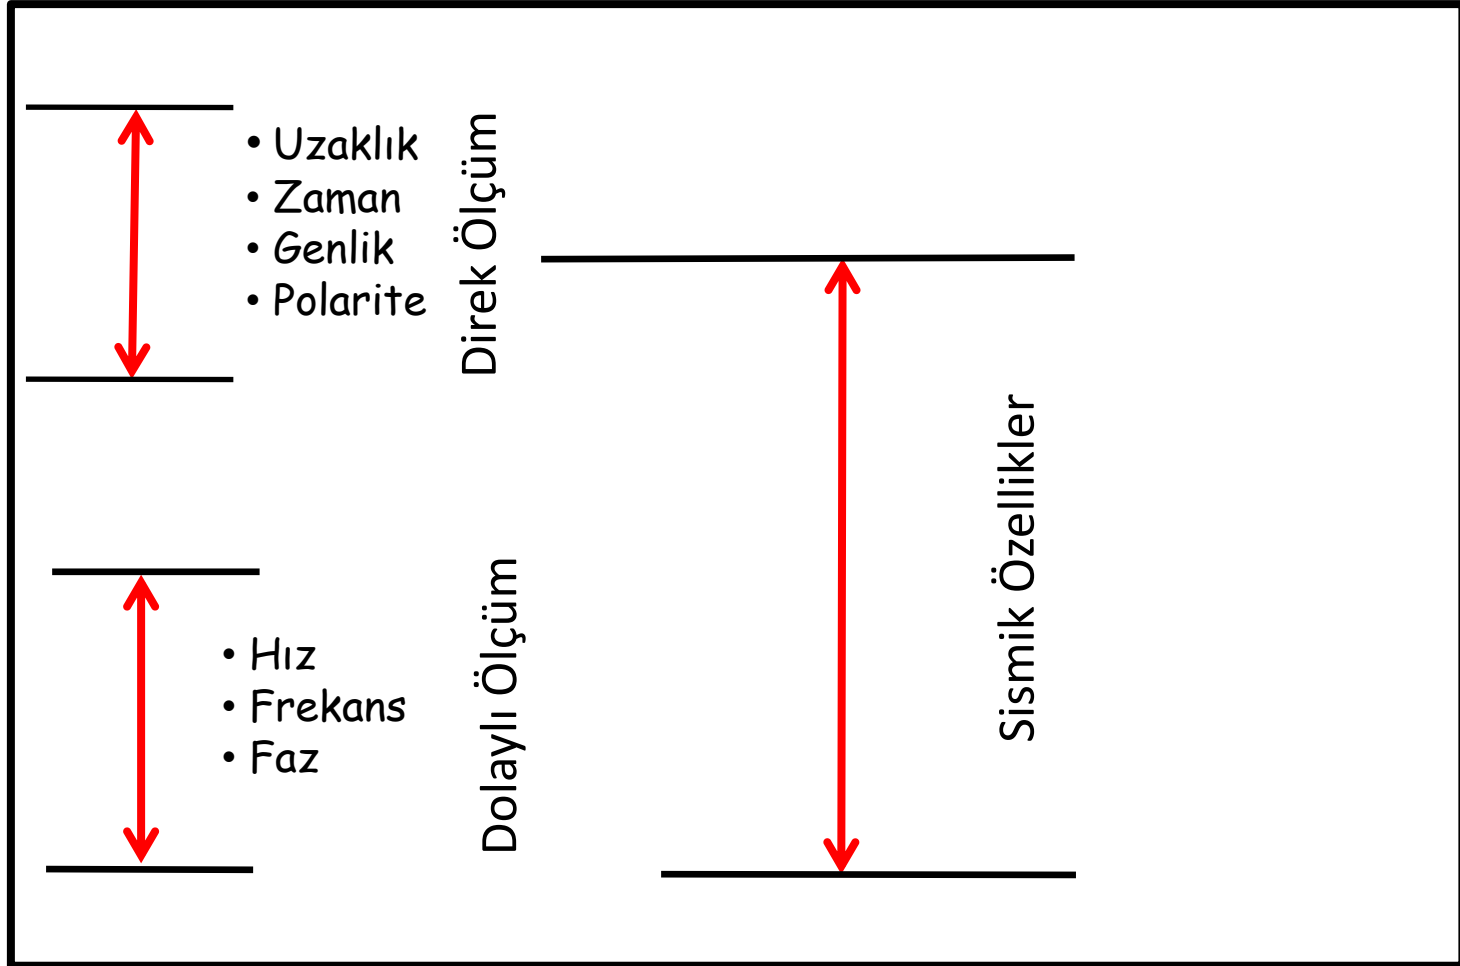 • Uzaklık
• Zaman
• Genlik
• Polarite
Direk Ölçüm
• Hız
• Frekans
• Faz
Dolaylı Ölçüm
Sismik Özellikler